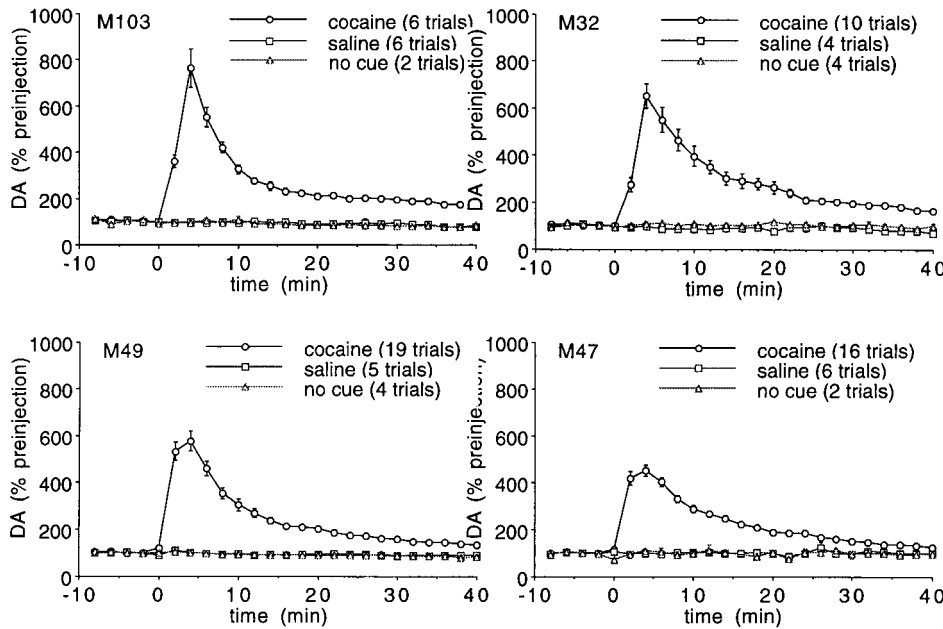 M103
cocaine (6 trials)
saline (6 trials)
no cue (2 trials)
DA (% preinjection)
1000
800
600
400
200
0
-10 0 10 20 30 40
time (min)
M32
cocaine (10 trials)
saline (4 trials)
no cue (4 trials)
DA (% preinjection)
1000
800
600
400
200
0
-10 0 10 20 30 40
time (min)
M49
cocaine (19 trials)
saline (5 trials)
no cue (4 trials)
DA (% preinjection)
1000
800
600
400
200
0
-10 0 10 20 30 40
time (min)
M47
cocaine (16 trials)
saline (6 trials)
no cue (2 trials)
DA (% preinjection)
1000
800
600
400
200
0
-10 0 10 20 30 40
time (min)